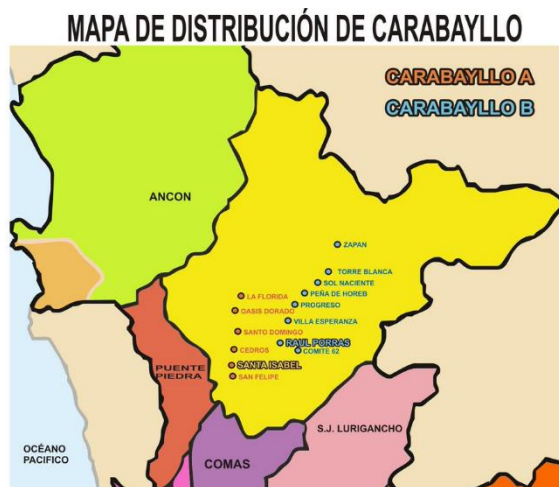 MAPA DE DISTRIBUCIÓN DE CARABAYLLO
CARABAYLLO A
CARABAYLLO B
ANCON
ZAPAN
TORRE BLANCA
SOL NACIENTE
PEÑA DE HOREB
LA FLORIDA
PROGRESO
OASIS DORADO
VILLA ESPERANZA
SANTO DOMINGO
RAUL PORRAS
CEDROS
COMITE 62
PUENTE
PIEDRA
SANTA ISABEL
SAN FELIPE
S.J. LURIGANCHO
OCÉANO
PACIFICO
COMAS